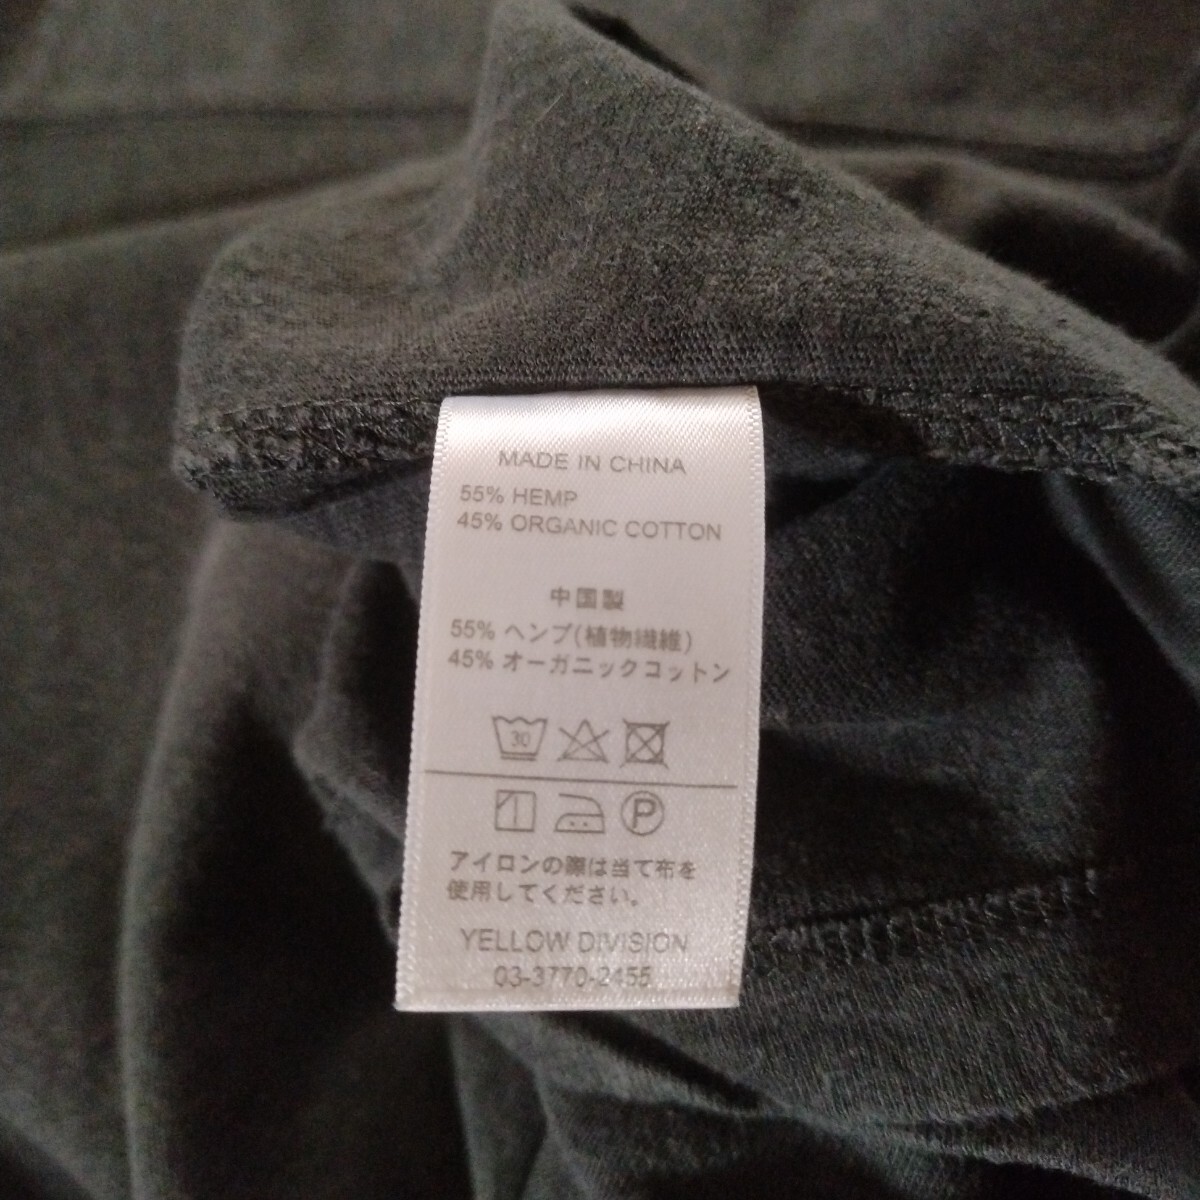 MADE IN CHINA
55% HEMP
45% ORGANIC COTTON
中国製
55% ヘンプ(植物繊維)
45% オーガニックコットン
30
P
アイロンの際は当て布を
使用してください。
YELLOW DIVISION
03-3770-2455